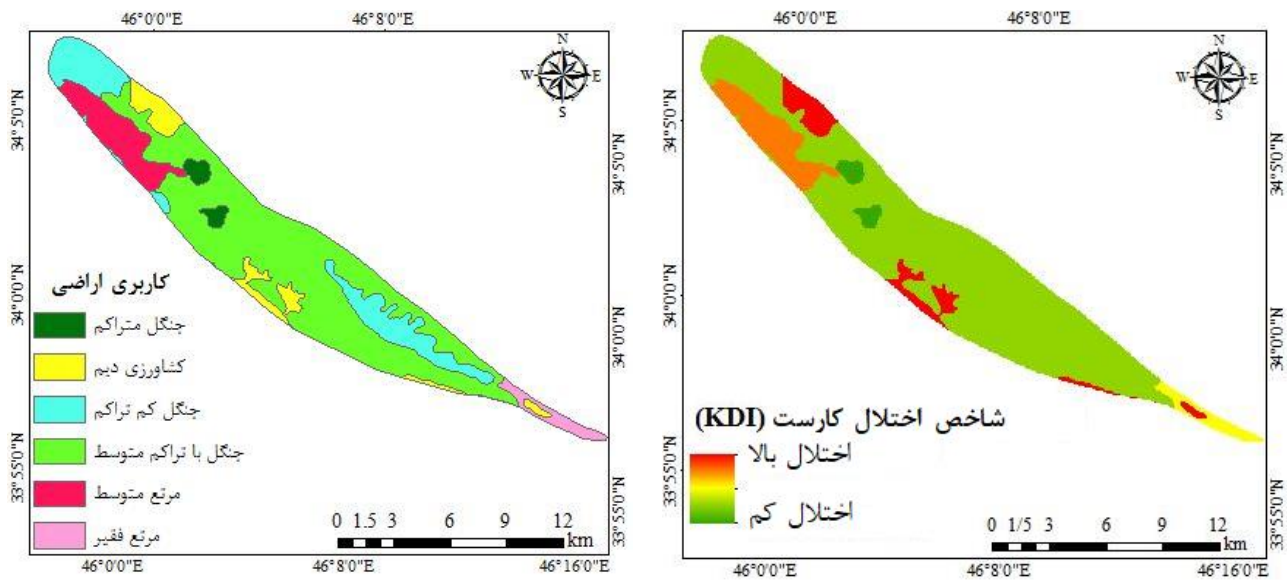 46°0'0"E 46°8'0"E
N
W E
S
34°5'0"N
34°0'0"N
33°55'0"N
34°5'0"N
34°0'0"N
33°55'0"N
کاربری اراضی
جنگل متراکم
کشاورزی دیم
جنگل کم تراکم
جنگل با تراکم متوسط
مرتع متوسط
مرتع فقیر
0 1.5 3 6 9 12
km
46°0'0"E 46°8'0"E 46°16'0"E
46°0'0"E 46°8'0"E
N
W E
S
34°5'0"N
34°0'0"N
33°55'0"N
34°5'0"N
34°0'0"N
33°55'0"N
شاخص اختلال کارست (KDI)
اختلال بالا
اختلال کم
0 1/5 3 6 9 12
km
46°0'0"E 46°8'0"E 46°16'0"E